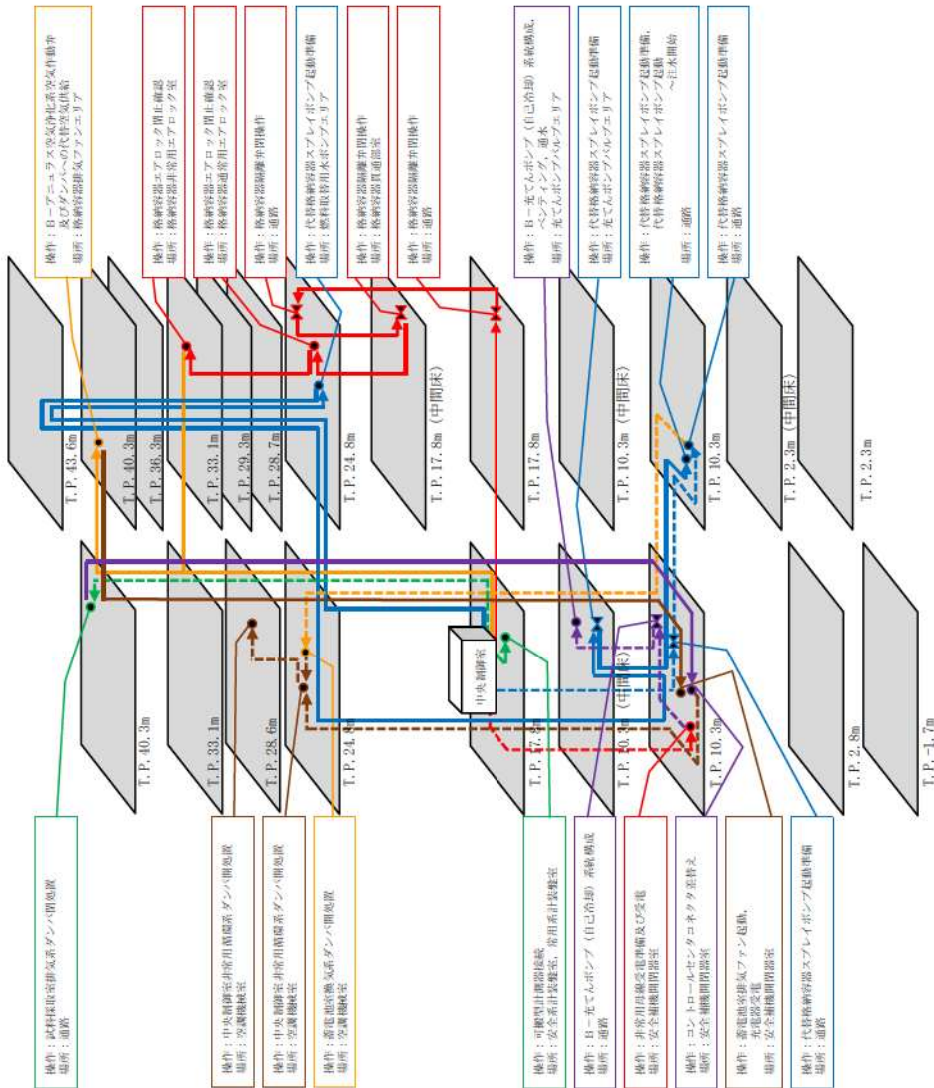 操作：B－アニュラス空気浄化系空気作動弁
及びダンパへの代替空気供給
場所：格納容器排気ファンエリア
操作：格納容器エアロック閉止確認
場所：格納容器非常用エアロック室
操作：格納容器エアロック閉止確認
場所：格納容器通常用エアロック室
操作：格納容器隔離弁閉操作
場所：通路
操作：代替格納容器スプレイポンプ起動準備
場所：燃料取替用水ポンプエリア
操作：格納容器隔離弁閉操作
場所：格納容器貫通部室
操作：格納容器隔離弁閉操作
場所：通路
操作：B－充てんポンプ（自己冷却）系統構成，
ベンティング，通水
場所：充てんポンプバルブエリア
操作：代替格納容器スプレイポンプ起動準備
場所：充てんポンプバルブエリア
操作：代替格納容器スプレイポンプ起動準備，
代替格納容器スプレイポンプ起動
～注水開始
場所：通路
操作：代替格納容器スプレイポンプ起動準備
場所：通路
T.P. 43.6m
T.P. 40.3m
T.P. 36.3m
T.P. 33.1m
T.P. 29.3m
T.P. 28.7m
T.P. 24.8m
T.P. 17.8m（中間床）
T.P. 17.8m
T.P. 10.3m（中間床）
T.P. 10.3m
T.P. 2.3m（中間床）
T.P. 2.3m
中央制御室
T.P. 40.3m
T.P. 33.1m
T.P. 28.6m
T.P. 24.8m
T.P. 17.8m
T.P. 10.3m（中間床）
T.P. 10.3m
T.P. 2.8m
T.P. -1.7m
操作：試料採取室排気系ダンパ閉処置
場所：通路
操作：中央制御室非常用循環系ダンパ開処置
場所：空調機械室
操作：中央制御室非常用循環系ダンパ開処置
場所：空調機械室
操作：蓄電池室換気系ダンパ開処置
場所：空調機械室
操作：可搬型計測器接続
場所：安全系計装盤室，常用系計装盤室
操作：B－充てんポンプ（自己冷却）系統構成
場所：通路
操作：非常用母線受電準備及び受電
場所：安全補機開閉器室
操作：コントロールセンタコネクタ差替え
場所：安全補機開閉器室
操作：蓄電池室排気ファン起動，
充電器受電
場所：安全補機開閉器室
操作：代替格納容器スプレイポンプ起動準備
場所：通路